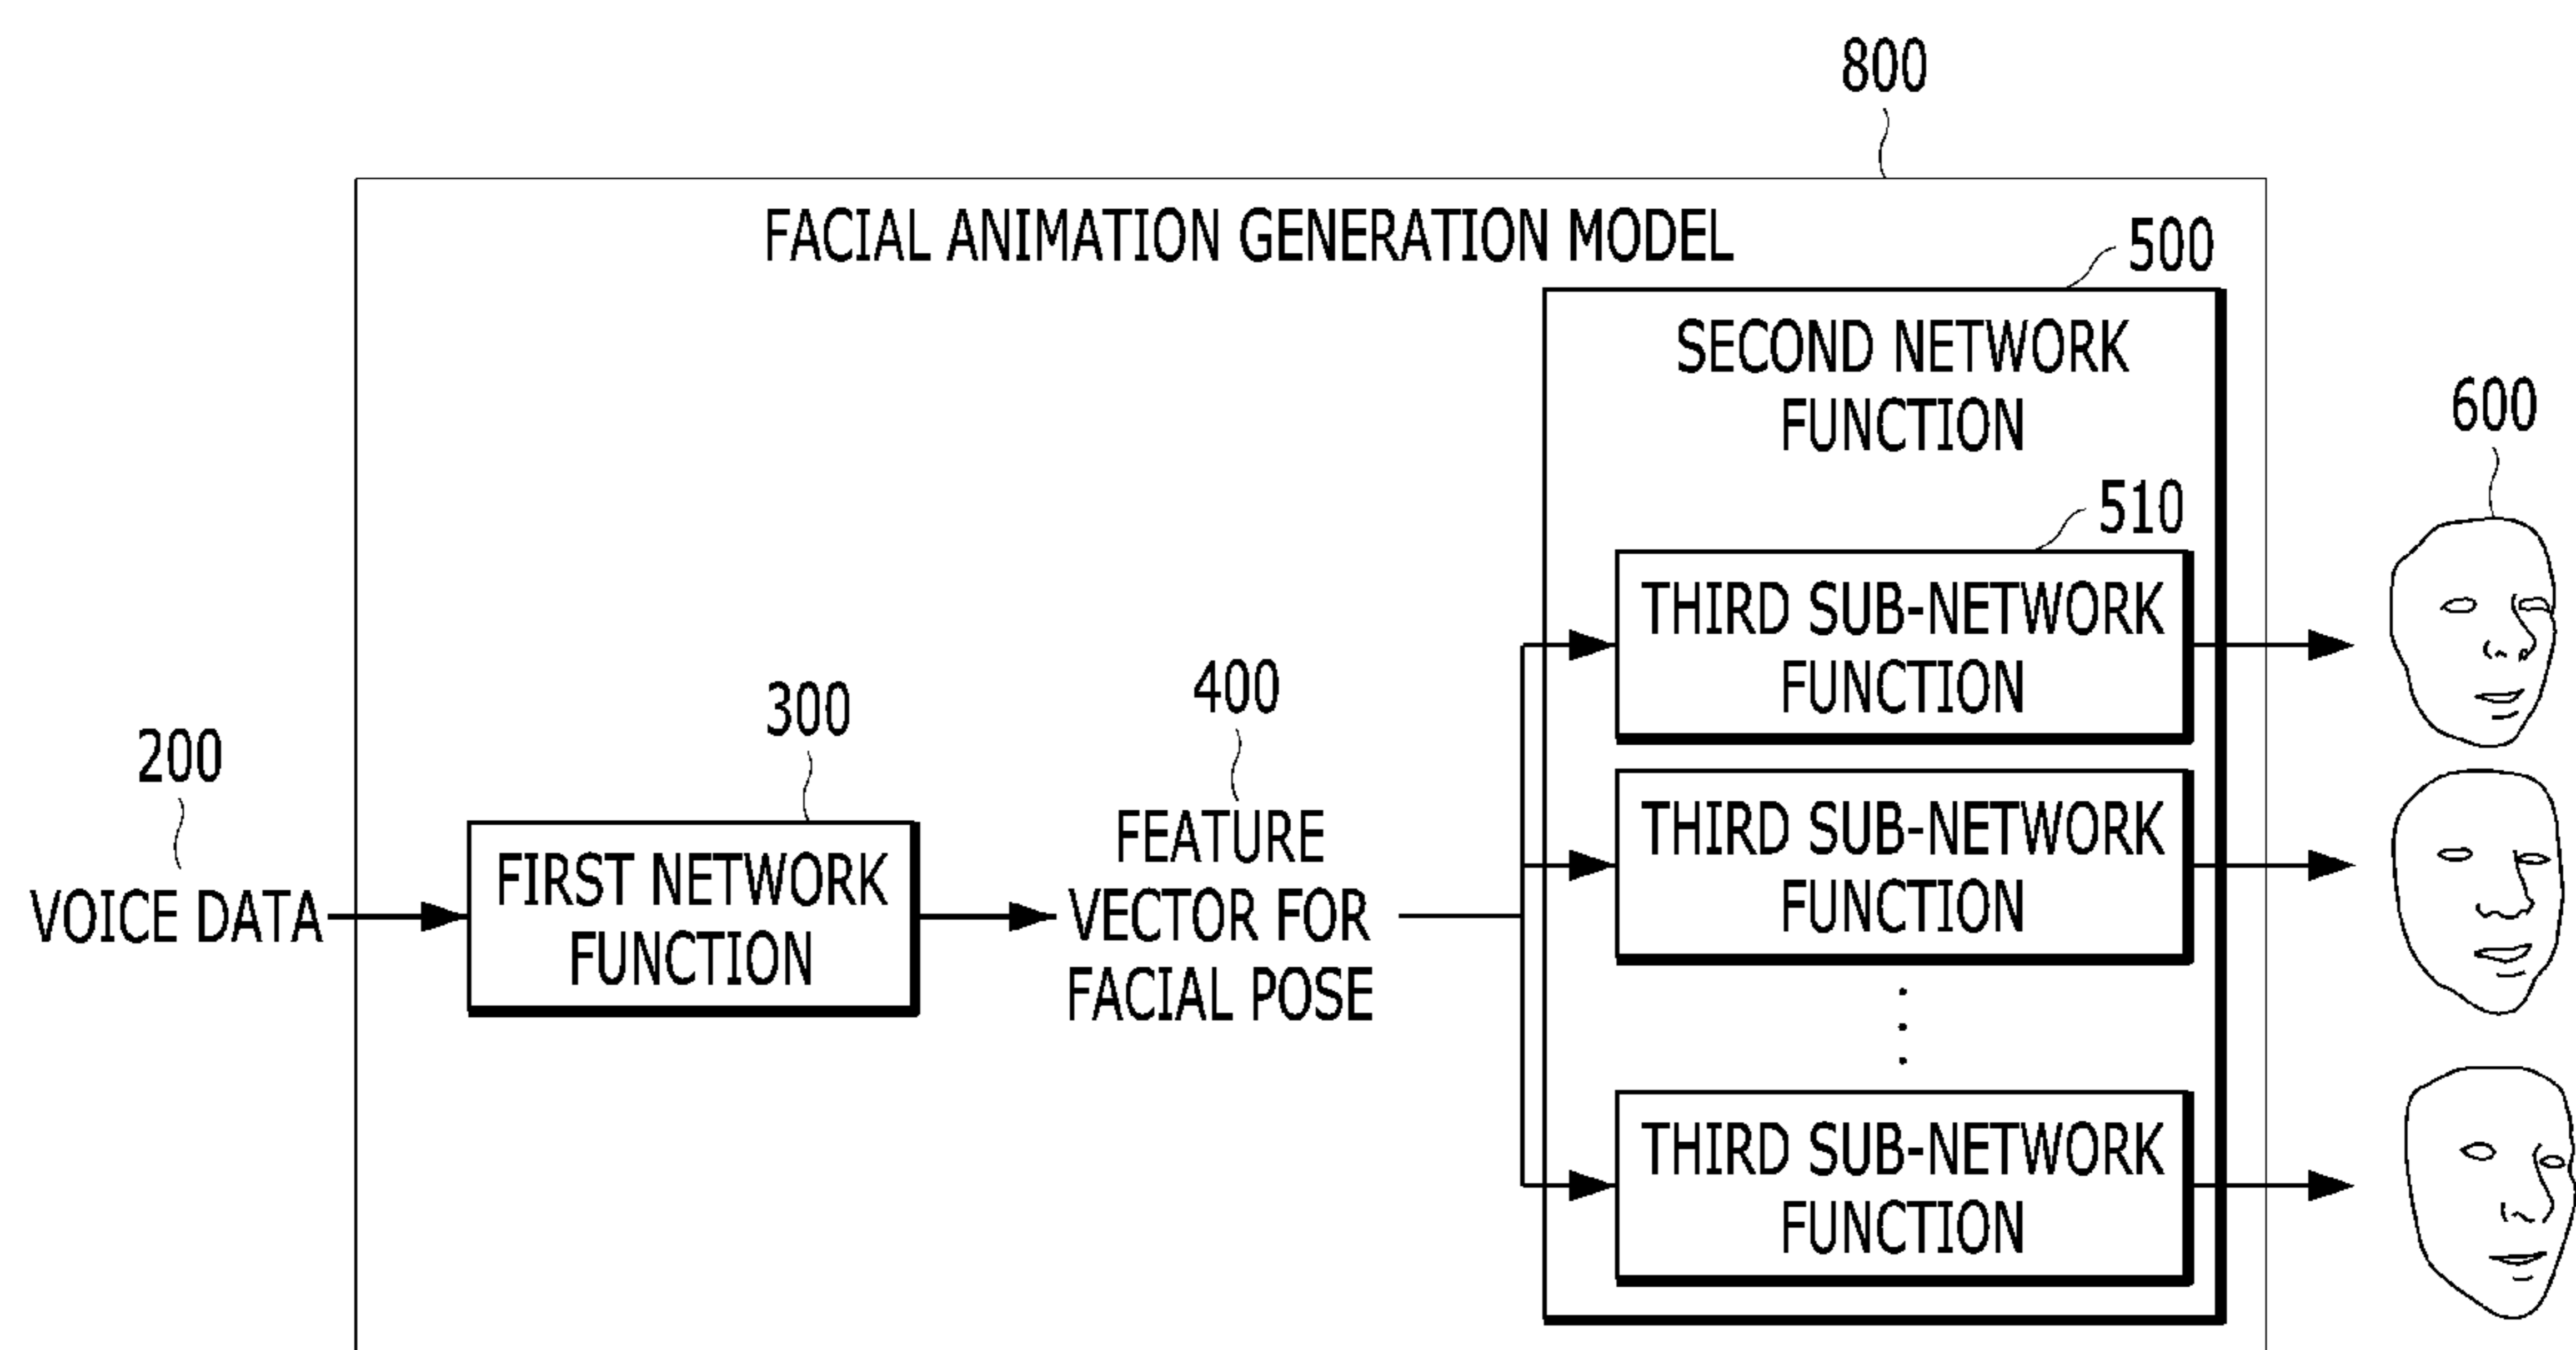 800
FACIAL ANIMATION GENERATION MODEL
500
SECOND NETWORK
FUNCTION
600
510
THIRD SUB-NETWORK
FUNCTION
400
300
200
FEATURE
VECTOR FOR
FACIAL POSE
FIRST NETWORK
FUNCTION
VOICE DATA
THIRD SUB-NETWORK
FUNCTION
THIRD SUB-NETWORK
FUNCTION